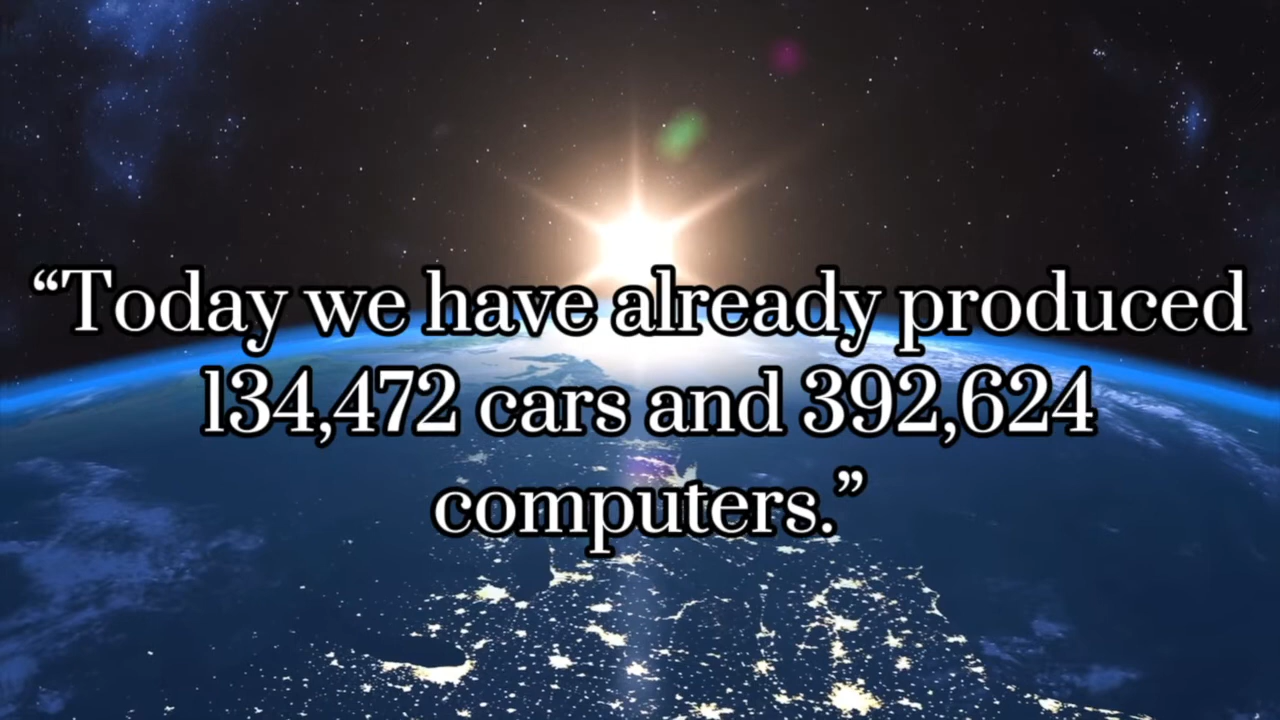 “Today we have already produced
134,472 cars and 392,624
computers.”